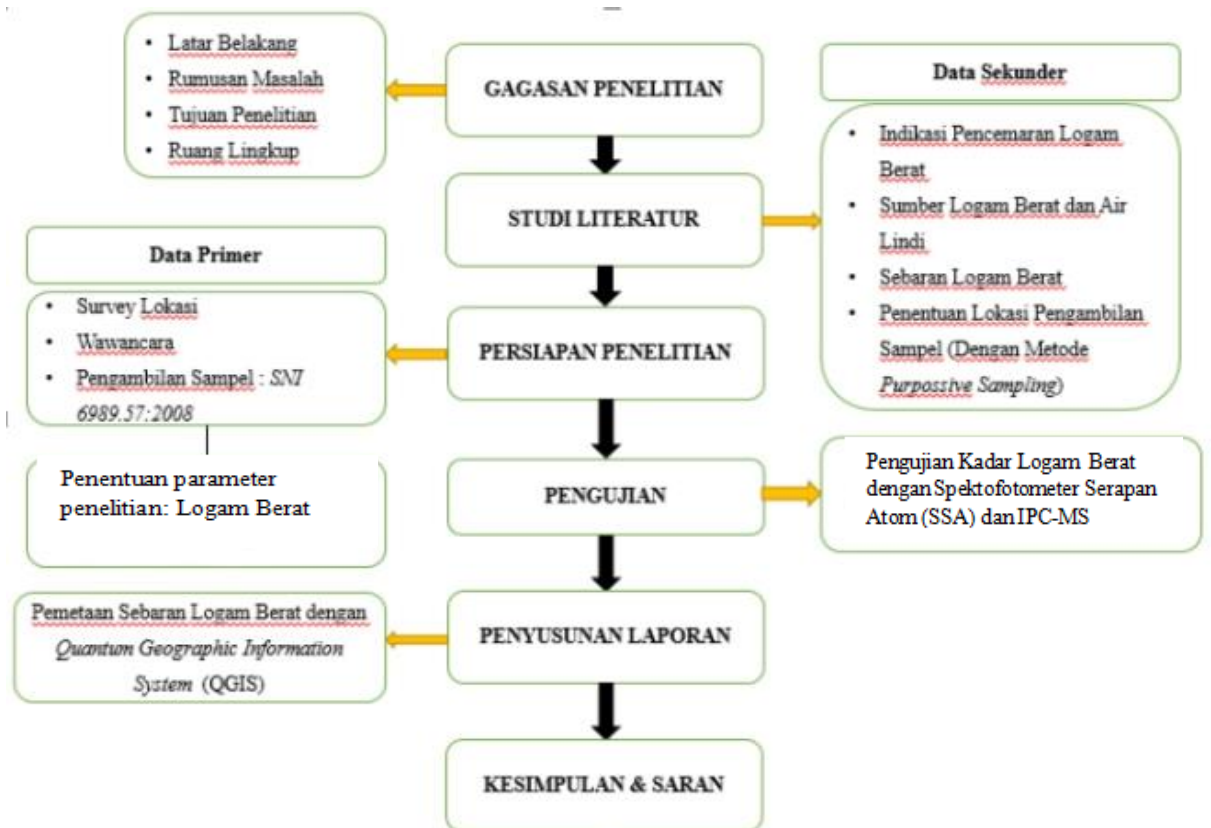 • Latar Belakang
• Rumusan Masalah
• Tujuan Penelitian
• Ruang Lingkup
GAGASAN PENELITIAN
Data Sekunder
• Indikasi Pencemaran Logam
Berat
• Sumber Logam Berat dan Air
Lindi
• Sebaran Logam Berat
• Penentuan Lokasi Pengambilan
Sampel (Dengan Metode
Purpossive Sampling)
STUDI LITERATUR
Data Primer
• Survey Lokasi
• Wawancara
• Pengambilan Sampel : SNI
6989.57:2008
PERSIAPAN PENELITIAN
Penentuan parameter
penelitian: Logam Berat
PENGUJIAN
Pengujian Kadar Logam Berat
dengan Spektofotometer Serapan
Atom (SSA) dan IPC-MS
Pemetaan Sebaran Logam Berat dengan
Quantum Geographic Information
System (QGIS)
PENYUSUNAN LAPORAN
KESIMPULAN & SARAN